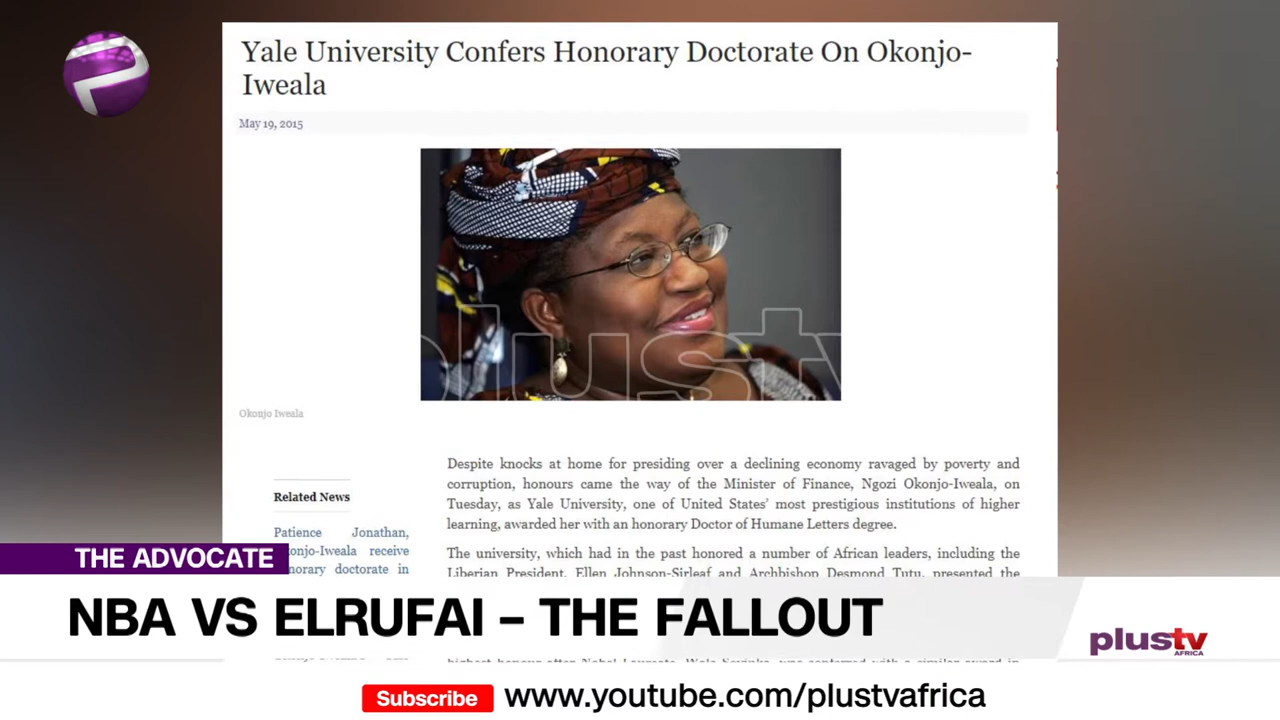 Yale University Confers Honorary Doctorate On Okonjo-
Iweala
May 19, 2015
plustv
Okonjo Iweala
Despite knocks at home for presiding over a declining economy ravaged by poverty and
corruption, honours came the way of the Minister of Finance, Ngozi Okonjo-Iweala, on
Tuesday, as Yale University, one of United States' most prestigious institutions of higher
learning, awarded her with an honorary Doctor of Humane Letters degree.
The university, which had in the past honored a number of African leaders, including the
Liberian President, Ellen Johnson-Sirleaf and Archbishop Desmond Tutu, presented the
Related News
Patience Jonathan,
receive
doctorate in
THE ADVOCATE
NBA VS ELRUFAI – THE FALLOUT
plustv
AFRICA
Subscribe www.youtube.com/plustvafrica